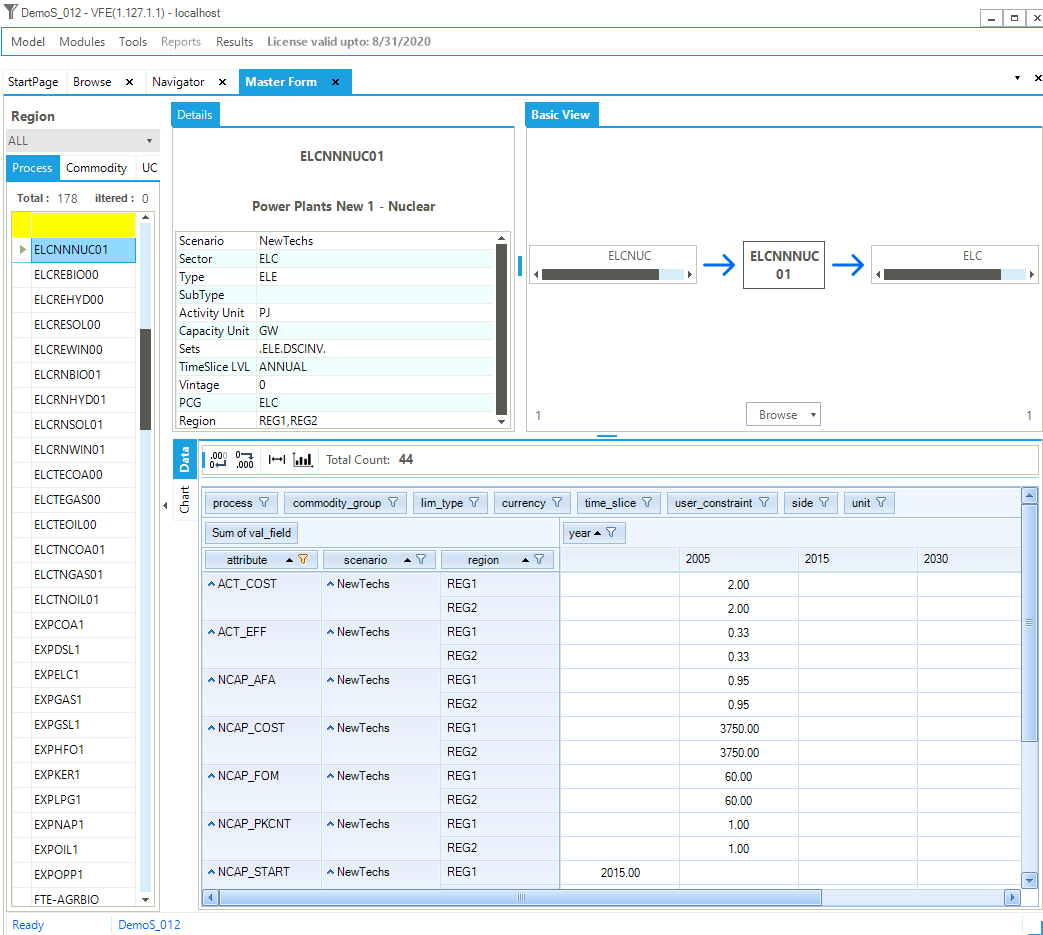 DemoS_012 - VFE(1.127.1.1) - localhost
Model Modules Tools Reports Results License valid upto: 8/31/2020
StartPage Browse Navigator Master Form
Region
ALL
Process Commodity UC
Total : 178 iltered : 0
ELCNNNUC01
ELCREBIO00
ELCREHYD00
ELCRESOL00
ELCREWIN00
ELCRNBIO01
ELCRNHYD01
ELCRNSOL01
ELCRNWIN01
ELCTECOA00
ELCTEGAS00
ELCTEOIL00
ELCTNCOA01
ELCTNGAS01
ELCTNOIL01
EXPCOA1
EXPDSL1
EXPELC1
EXPGAS1
EXPGSL1
EXPHFO1
EXPKER1
EXPLPG1
EXPNAP1
EXPOIL1
EXPOPP1
FTE-AGRBIO
Details
ELCNNNUC01
Power Plants New 1 - Nuclear
Scenario NewTechs
Sector ELC
Type ELE
SubType
Activity Unit PJ
Capacity Unit GW
Sets .ELE.DSCINV.
TimeSlice LVL ANNUAL
Vintage 0
PCG ELC
Region REG1,REG2
Basic View
ELCNUC
ELCNNNUC
01
ELC
1 Browse 1
Data
Chart
.000 0 0 .000
Total Count: 44
process commodity_group lim_type currency time_slice user_constraint side unit
Sum of val_field year
attribute scenario region 2005 2015 2030
ACT_COST NewTechs REG1 2.00
REG2 2.00
ACT_EFF NewTechs REG1 0.33
REG2 0.33
NCAP_AFA NewTechs REG1 0.95
REG2 0.95
NCAP_COST NewTechs REG1 3750.00
REG2 3750.00
NCAP_FOM NewTechs REG1 60.00
REG2 60.00
NCAP_PKCNT NewTechs REG1 1.00
REG2 1.00
NCAP_START NewTechs REG1 2015.00
Ready DemoS_012